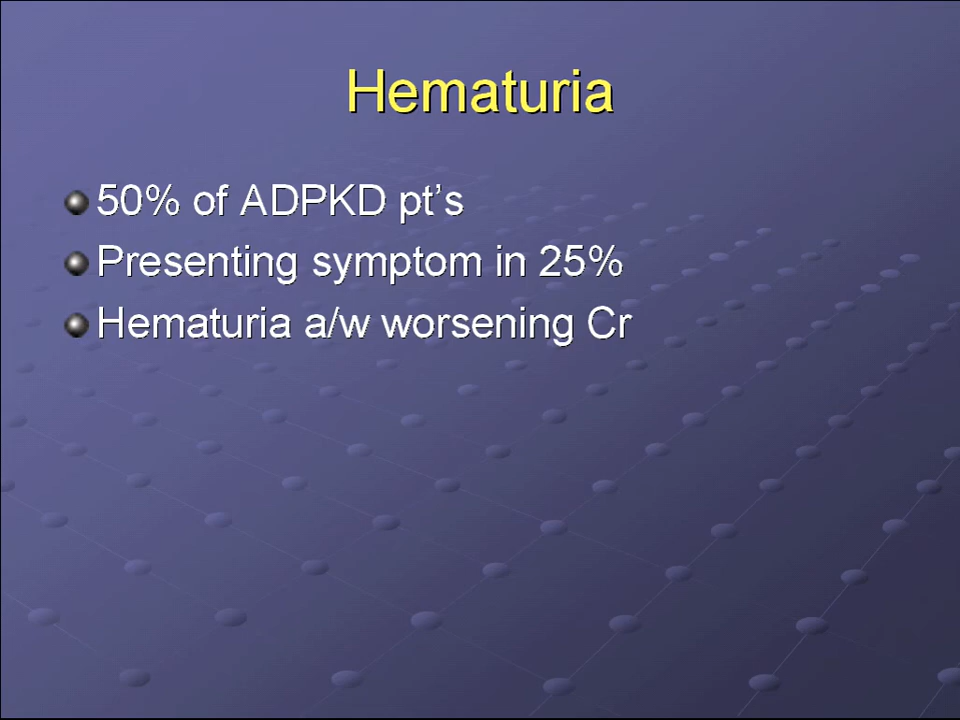 Hematuria
50% of ADPKD pt's
Presenting symptom in 25%
Hematuria a/w worsening Cr